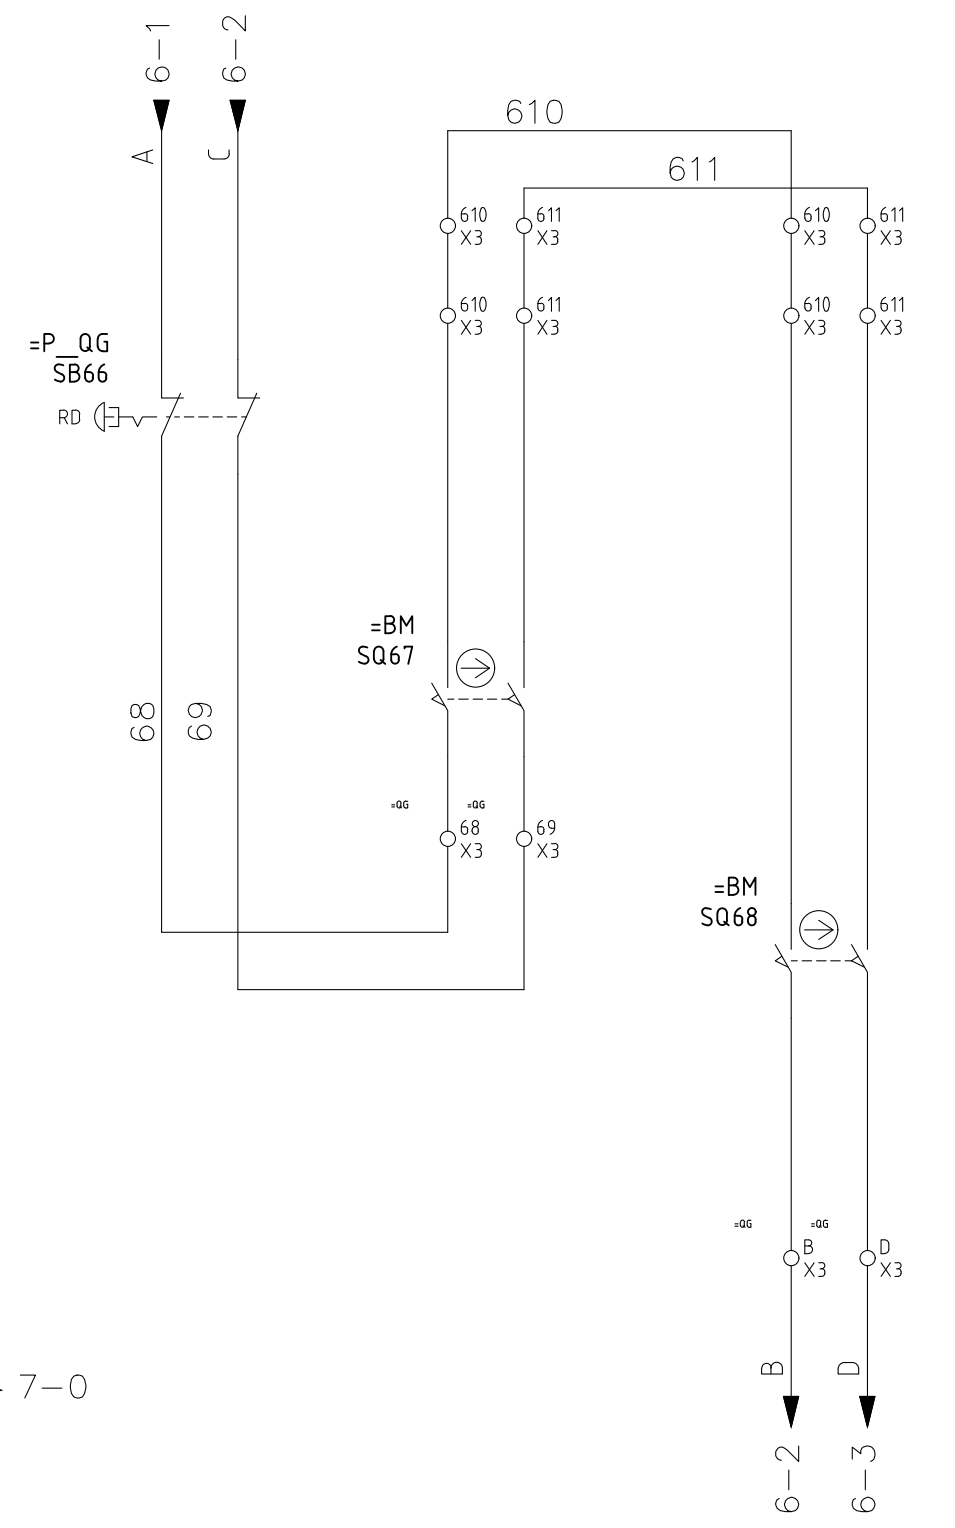 6-1
6-2
A
C
610
611
610
X3
611
X3
610
X3
611
X3
610
X3
611
X3
610
X3
611
X3
=P_QG
SB66
RD
=BM
SQ67
68
69
=QG
=QG
68
X3
69
X3
=BM
SQ68
=QG
=QG
B
X3
D
X3
B
D
7-0
6-2
6-3